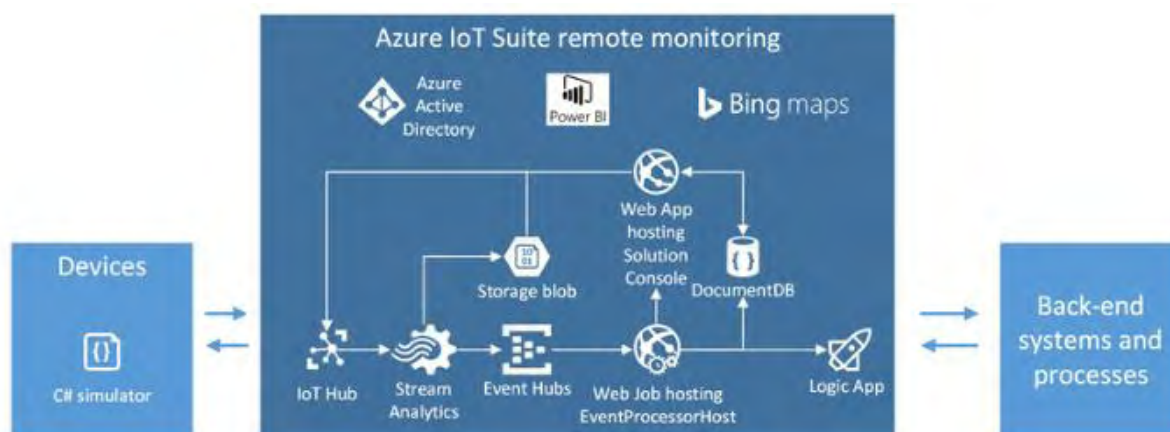 Azure IoT Suite remote monitoring
Azure
Active
Directory
Power BI
Bing maps
Web App
hosting
Solution
Console
10
01
Storage blob
{ }
DocumentDB
Devices
{ }
C# simulator
IoT Hub
Stream
Analytics
Event Hubs
Web Job hosting
EventProcessorHost
Logic App
Back-end
systems and
processes